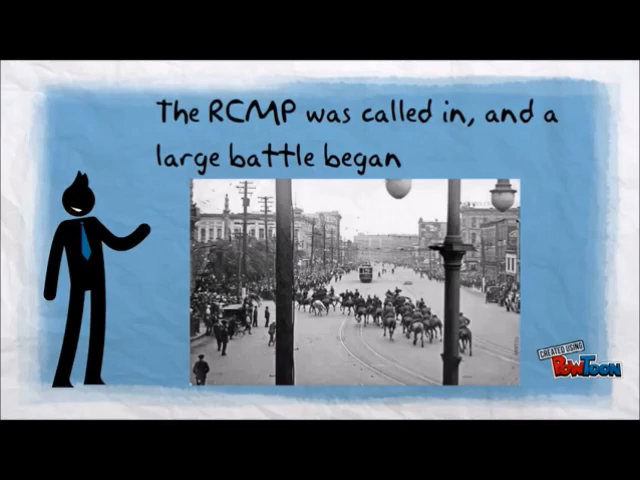 The RCMP was called in, and a
large battle began
CREATED USING
POWTOON